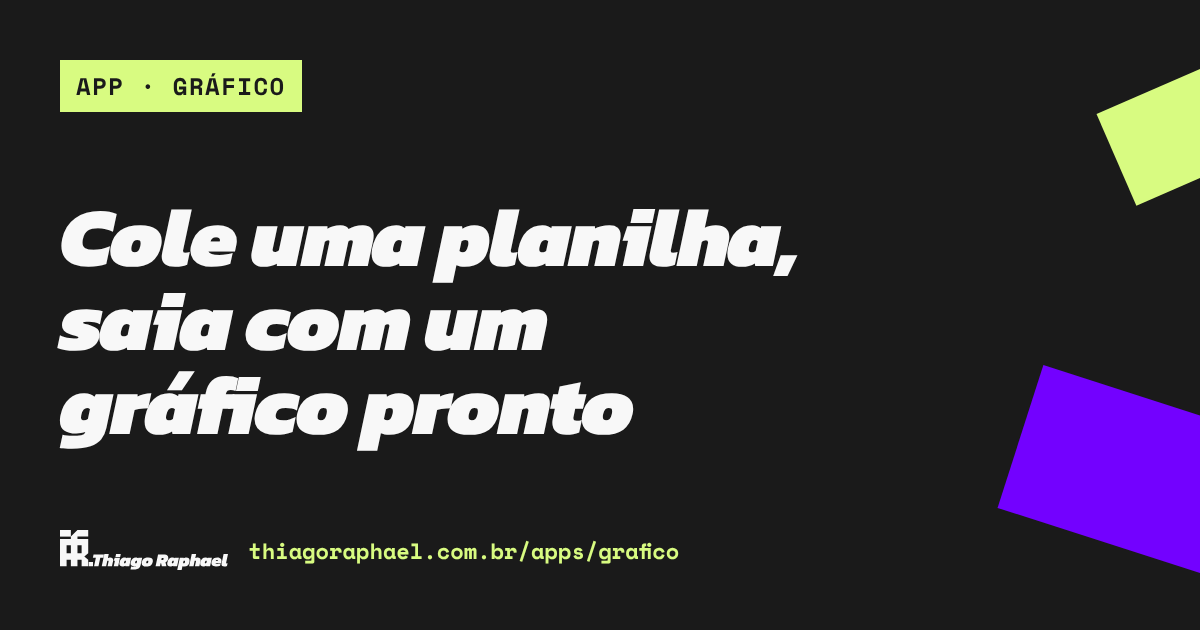 APP · GRÁFICO
Cole uma planilha,
saia com um
gráfico pronto
Thiago Raphael
thiagoraphael.com.br/apps/grafico